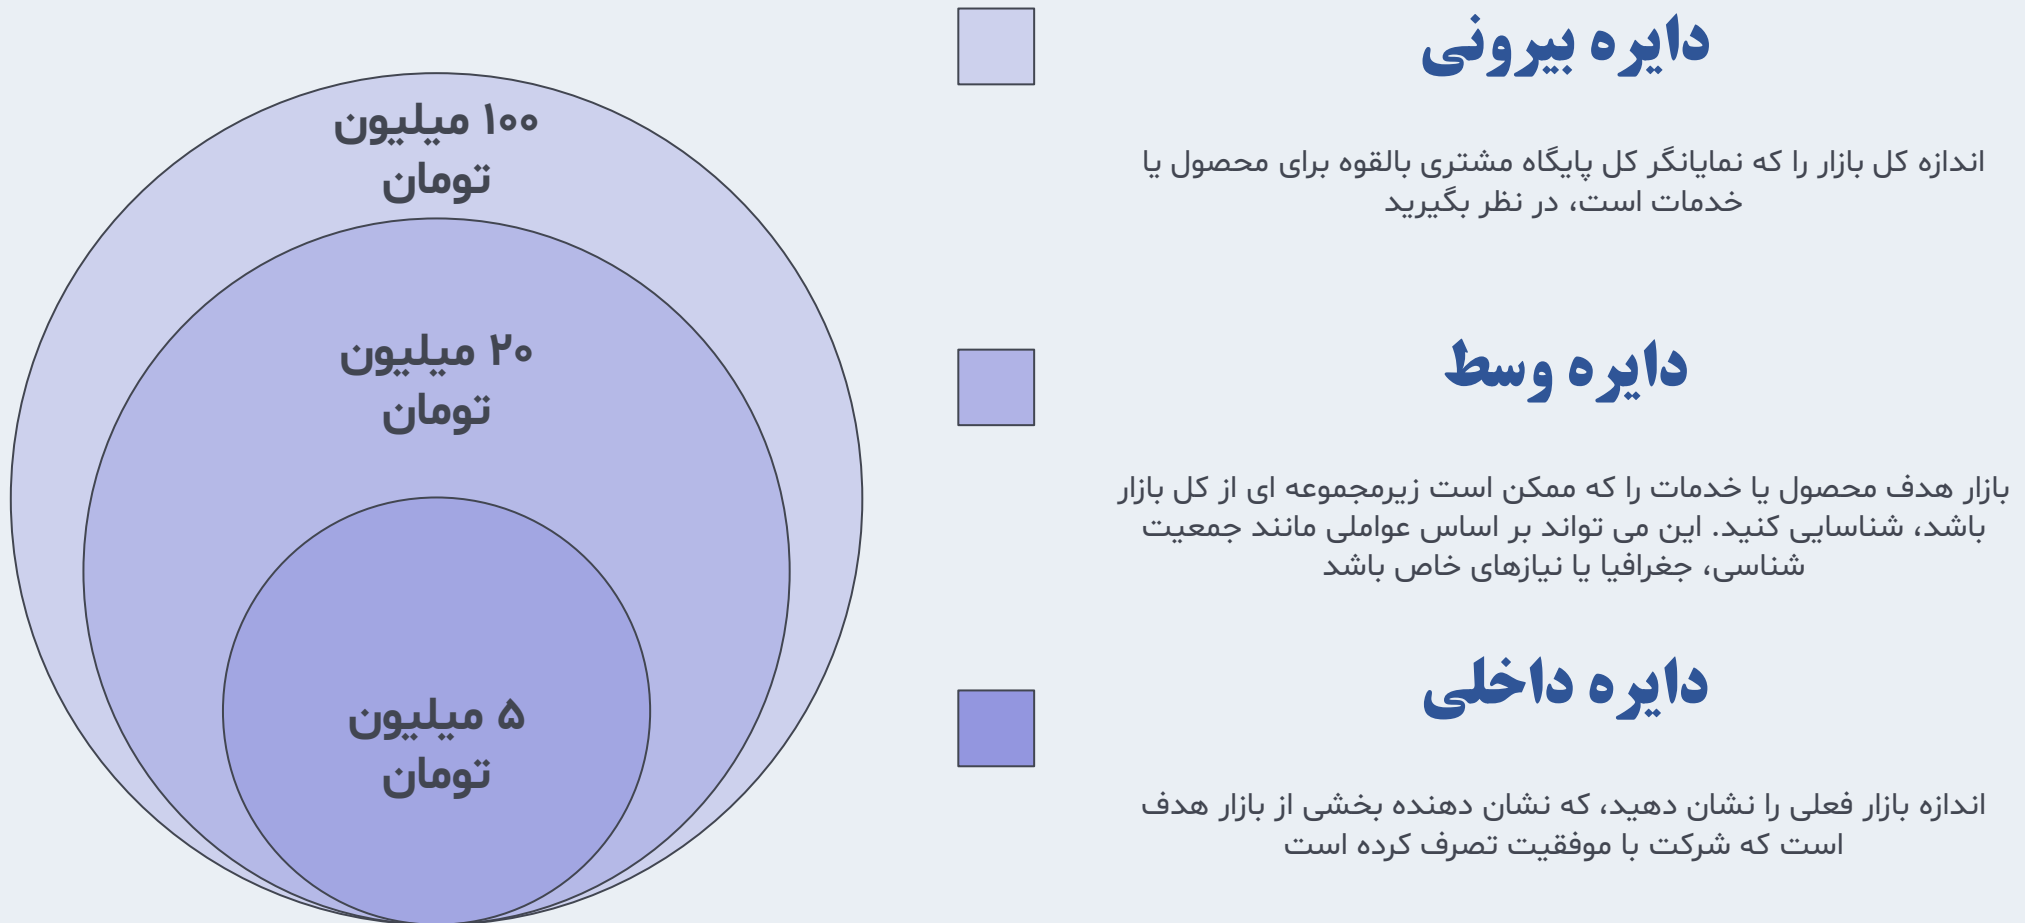 ۱۰۰ میلیون
تومان
۲۰ میلیون
تومان
۵ میلیون
تومان
دایره بیرونی
اندازه کل بازار را که نمایانگر کل پایگاه مشتری بالقوه برای محصول یا
خدمات است، در نظر بگیرید
دایره وسط
بازار هدف محصول یا خدمات را که ممکن است زیرمجموعه ای از کل بازار
باشد، شناسایی کنید. این می تواند بر اساس عواملی مانند جمعیت
شناسی، جغرافیا یا نیازهای خاص باشد
دایره داخلی
اندازه بازار فعلی را نشان دهید، که نشان دهنده بخشی از بازار هدف
است که شرکت با موفقیت تصرف کرده است